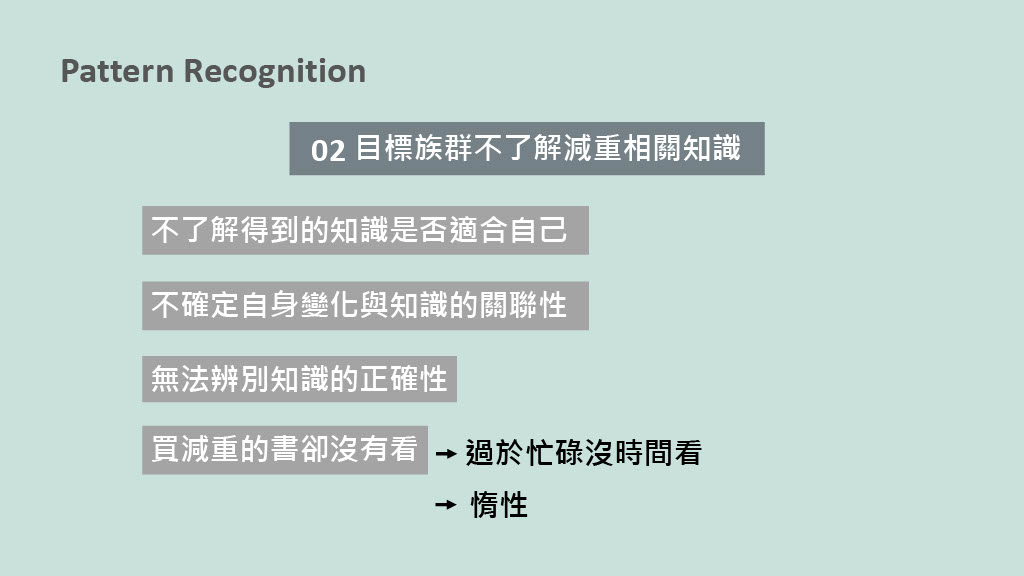 Pattern Recognition
02 目標族群不了解減重相關知識
不了解得到的知識是否適合自己
不確定自身變化與知識的關聯性
無法辨別知識的正確性
買減重的書卻沒有看 → 過於忙碌沒時間看
→ 惰性